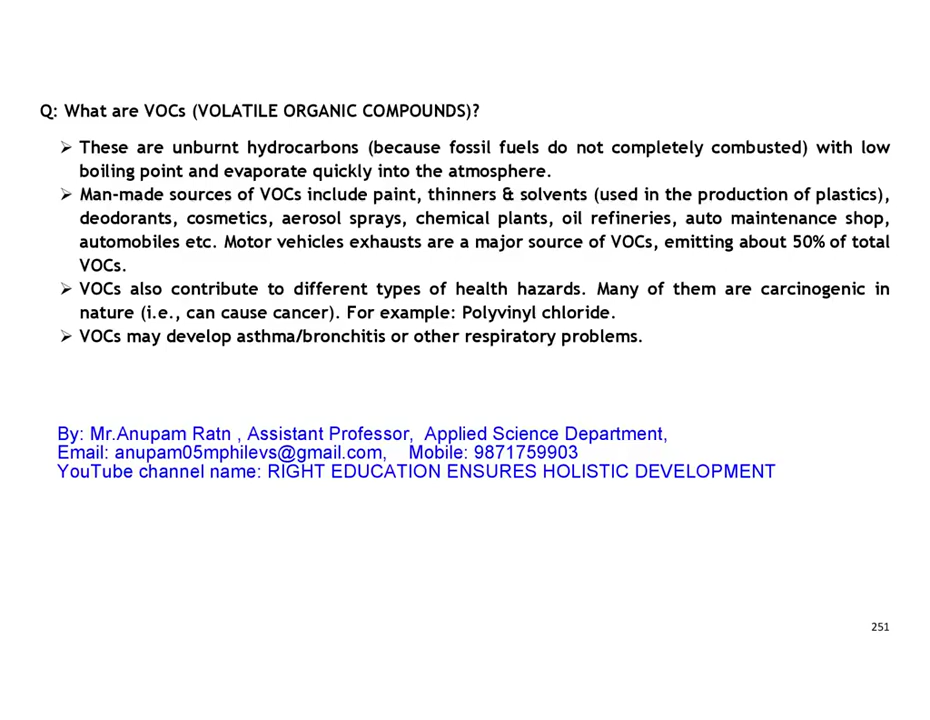 Q: What are VOCs (VOLATILE ORGANIC COMPOUNDS)?
➢ These are unburnt hydrocarbons (because fossil fuels do not completely combusted) with low
boiling point and evaporate quickly into the atmosphere.
➢ Man-made sources of VOCs include paint, thinners & solvents (used in the production of plastics),
deodorants, cosmetics, aerosol sprays, chemical plants, oil refineries, auto maintenance shop,
automobiles etc. Motor vehicles exhausts are a major source of VOCs, emitting about 50% of total
VOCs.
➢ VOCs also contribute to different types of health hazards. Many of them are carcinogenic in
nature (i.e., can cause cancer). For example: Polyvinyl chloride.
➢ VOCs may develop asthma/bronchitis or other respiratory problems.
By: Mr.Anupam Ratn , Assistant Professor, Applied Science Department,
Email: anupam05mphilevs@gmail.com, Mobile: 9871759903
YouTube channel name: RIGHT EDUCATION ENSURES HOLISTIC DEVELOPMENT
251